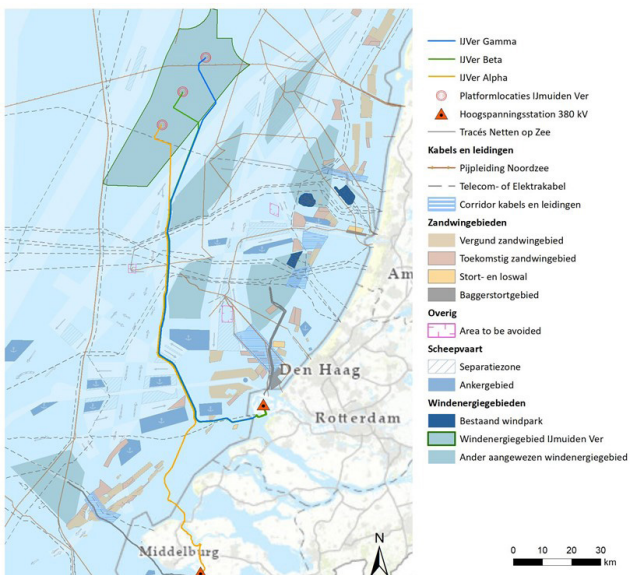 Am
Den Haag
Rotterdam
Middelburg
N
IJVer Gamma
IJVer Beta
IJVer Alpha
Platformlocaties IJmuiden Ver
Hoogspanningsstation 380 kV
Tracés Netten op Zee
Kabels en leidingen
Pijpleiding Noordzee
Telecom- of Elektrakabel
Corridor kabels en leidingen
Zandwingebieden
Vergund zandwingebied
Toekomstig zandwingebied
Stort- en loswal
Baggerstortgebied
Overig
Area to be avoided
Scheepvaart
Separatiezone
Ankergebied
Windenergiegebieden
Bestaand windpark
Windenergiegebied IJmuiden Ver
Ander aangewezen windenergiegebied
0 10 20 30
km